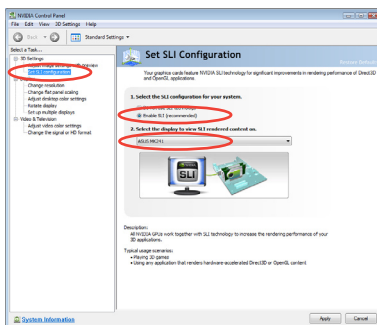 NVIDIA Control Panel
File Edit View 3D Settings Help
Back
Standard Settings
Select a Task...
3D Settings
Adjust image settings with preview
Set SLI configuration
Change resolution
Change flat panel scaling
Adjust desktop color settings
Rotate display
Set up multiple displays
Video & Television
Adjust video color settings
Change the signal or HD format
System Information
Set SLI Configuration
Restore Default
Your graphics cards feature NVIDIA SLI technology for significant improvements in rendering performance of Direct3D and OpenGL applications.
1. Select the SLI configuration for your system.
Enable SLI (recommended)
2. Select the display to view SLI rendered content on.
ASUS MK241
SLI
Description:
All NVIDIA GPUs work together with SLI technology to increase the rendering performance of your
3D applications.
Typical usage scenarios:
• Playing 3D games
• Using any application that renders hardware-accelerated Direct3D or OpenGL content
Apply
Cancel